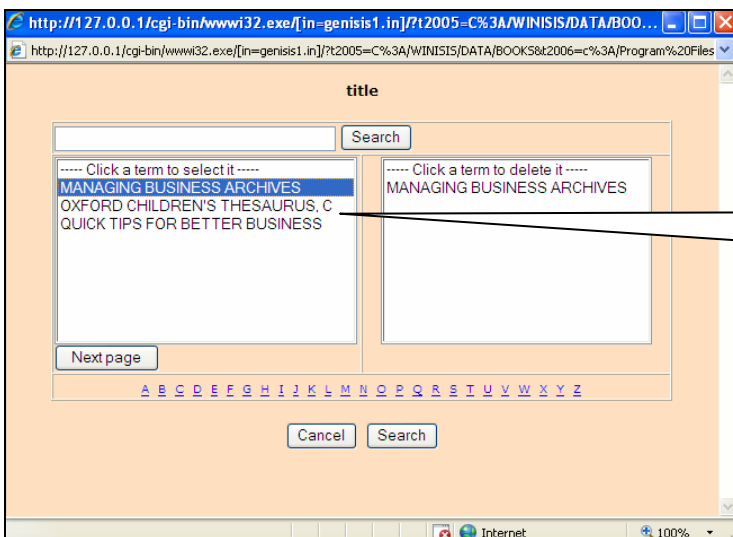 http://127.0.0.1/cgi-bin/wwwi32.exe/[in=genisis1.in]/?t2005=C%3A/WINISIS/DATA/BOO...
http://127.0.0.1/cgi-bin/wwwi32.exe/[in=genisis1.in]/?t2005=C%3A/WINISIS/DATA/BOOKS&t2006=c%3A/Program%20Files
title
Search
----- Click a term to select it -----
MANAGING BUSINESS ARCHIVES
OXFORD CHILDREN'S THESAURUS, C
QUICK TIPS FOR BETTER BUSINESS
----- Click a term to delete it -----
MANAGING BUSINESS ARCHIVES
Next page
A B C D E F G H I J K L M N O P Q R S T U V W X Y Z
Cancel Search
Internet 100%